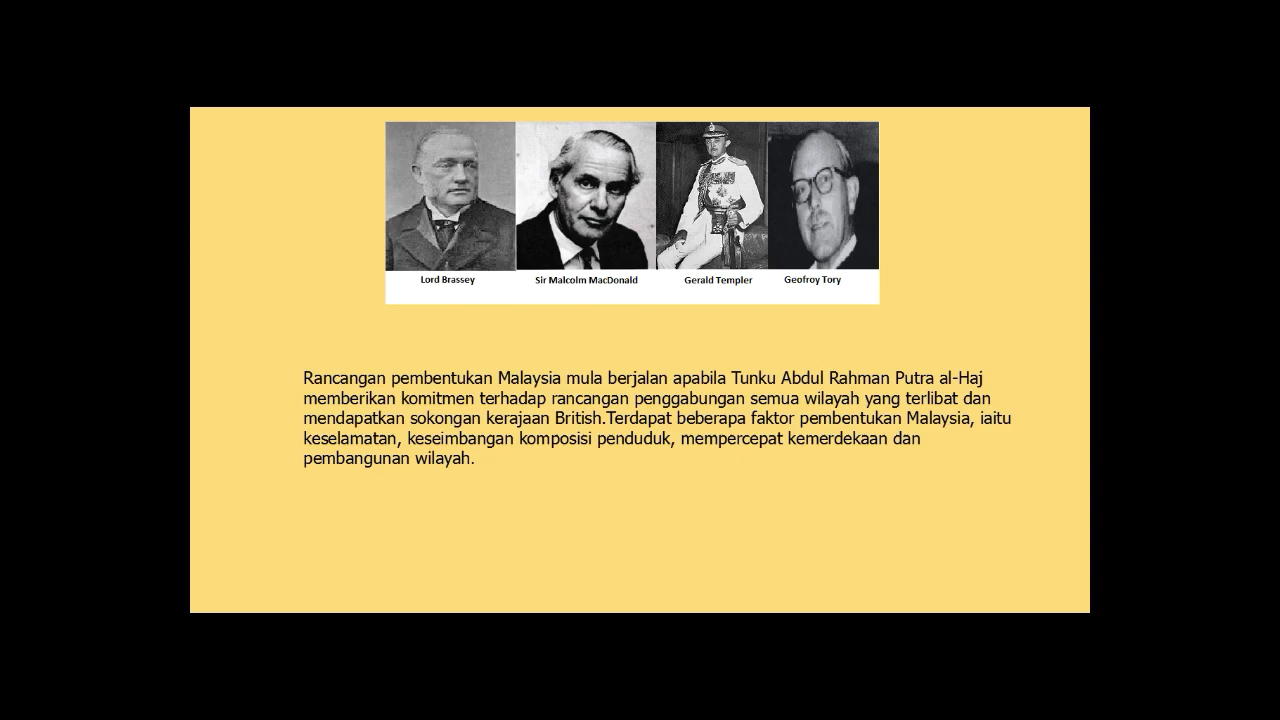 Lord Brassey
Sir Malcolm MacDonald
Gerald Templer
Geofroy Tory
Rancangan pembentukan Malaysia mula berjalan apabila Tunku Abdul Rahman Putra al-Haj
memberikan komitmen terhadap rancangan penggabungan semua wilayah yang terlibat dan
mendapatkan sokongan kerajaan British.Terdapat beberapa faktor pembentukan Malaysia, iaitu
keselamatan, keseimbangan komposisi penduduk, mempercepat kemerdekaan dan
pembangunan wilayah.